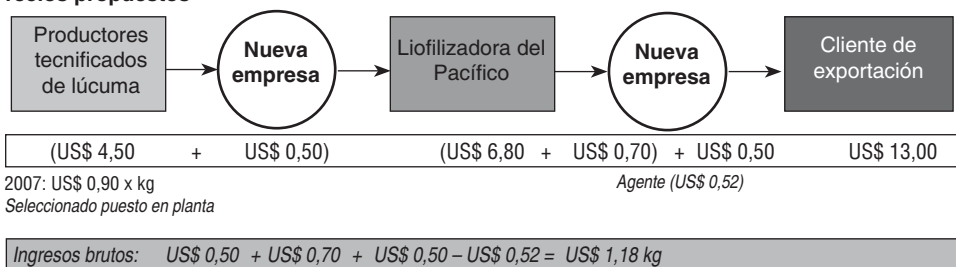 Productores
tecnificados
de lúcuma
Nueva
empresa
Liofilizadora del
Pacífico
Nueva
empresa
Cliente de
exportación
(US$ 4,50 + US$ 0,50) (US$ 6,80 + US$ 0,70) + US$ 0,50 US$ 13,00
2007: US$ 0,90 x kg
Agente (US$ 0,52)
Seleccionado puesto en planta
Ingresos brutos: US$ 0,50 + US$ 0,70 + US$ 0,50 – US$ 0,52 = US$ 1,18 kg